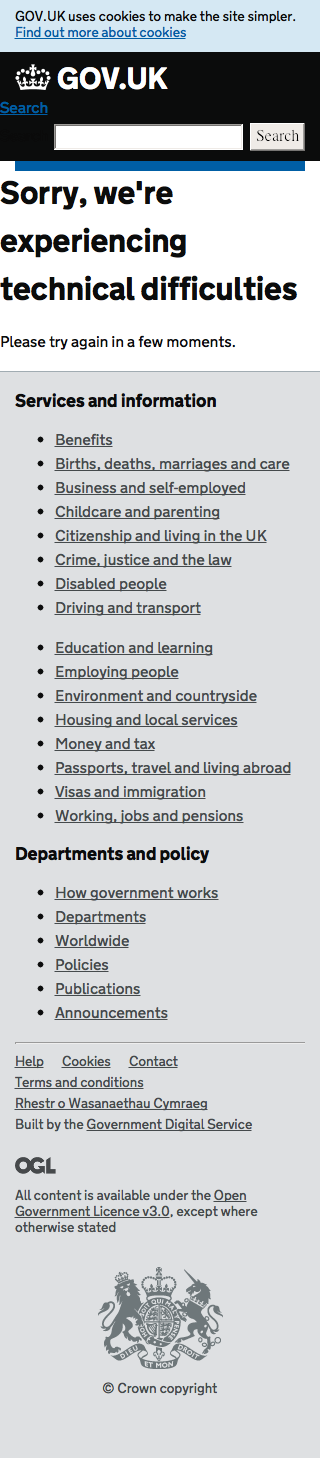 GOV.UK uses cookies to make the site simpler.
Find out more about cookies
GOV.UK
Search
Search
Sorry, we're
experiencing
technical difficulties
Please try again in a few moments.
Services and information
Benefits
Births, deaths, marriages and care
Business and self-employed
Childcare and parenting
Citizenship and living in the UK
Crime, justice and the law
Disabled people
Driving and transport
Education and learning
Employing people
Environment and countryside
Housing and local services
Money and tax
Passports, travel and living abroad
Visas and immigration
Working, jobs and pensions
Departments and policy
How government works
Departments
Worldwide
Policies
Publications
Announcements
Help Cookies Contact
Terms and conditions
Rhestr o Wasanaethau Cymraeg
Built by the Government Digital Service
OGL
All content is available under the Open
Government Licence v3.0, except where
otherwise stated
DIEU ET MON DROIT
© Crown copyright